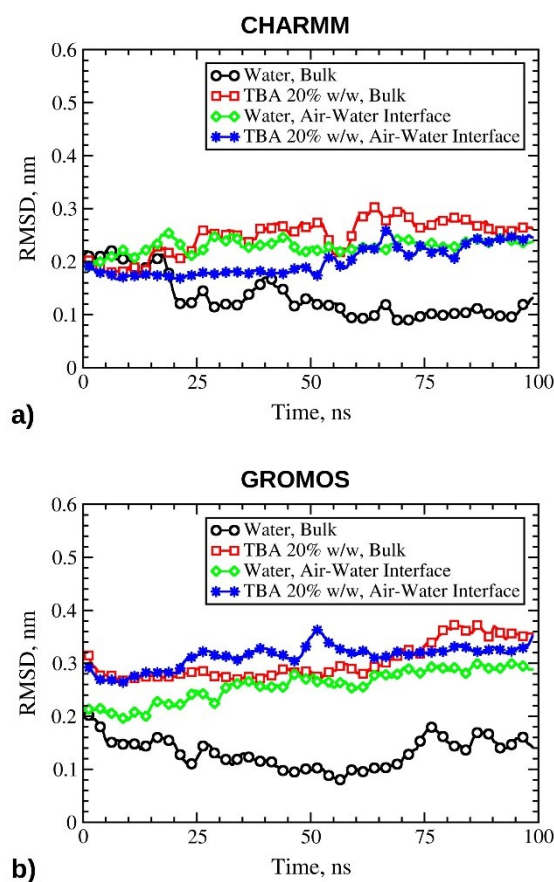 CHARMM
a)
0.6
0.5
0.4
0.3
0.2
0.1
0
RMSD, nm
Water, Bulk
TBA 20% w/w, Bulk
Water, Air-Water Interface
TBA 20% w/w, Air-Water Interface
0 25 50 75 100
Time, ns
GROMOS
b)
0.6
0.5
0.4
0.3
0.2
0.1
0
RMSD, nm
Water, Bulk
TBA 20% w/w, Bulk
Water, Air-Water Interface
TBA 20% w/w, Air-Water Interface
0 25 50 75 100
Time, ns